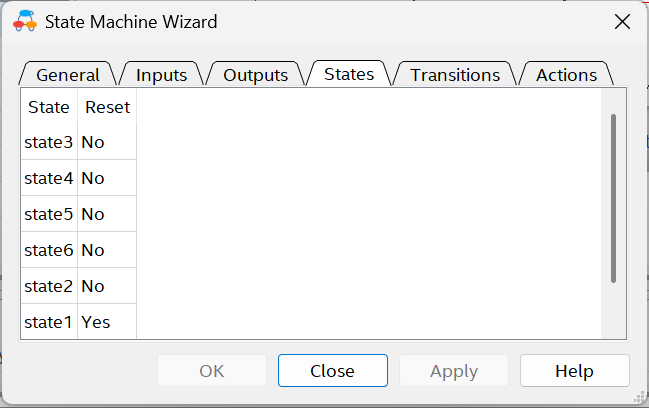 State Machine Wizard
General Inputs Outputs States Transitions Actions
State Reset
state3 No
state4 No
state5 No
state6 No
state2 No
state1 Yes
OK Close Apply Help